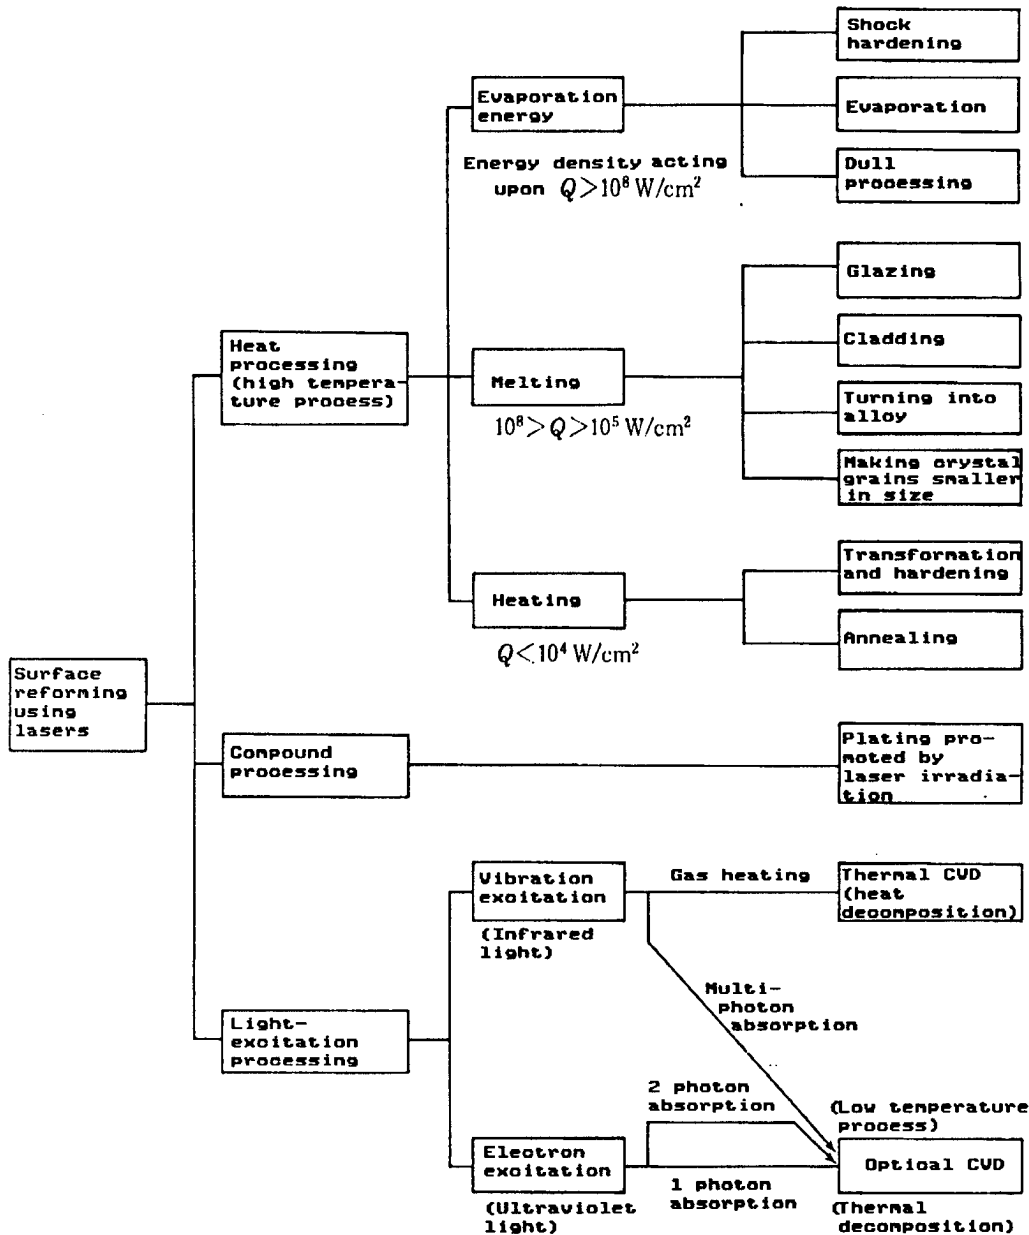 Shock
hardening
Evaporation
energy
Evaporation
Energy density acting
upon Q>10⁸ W/cm²
Dull
processing
Glazing
Heat
processing
(high tempera-
ture process)
Melting
10⁸>Q>10⁵ W/cm²
Cladding
Turning into
alloy
Making crystal
grains smaller
in size
Heating
Q<10⁴ W/cm²
Transformation
and hardening
Annealing
Surface
reforming
using
lasers
Compound
processing
Plating pro-
moted by
laser irradia-
tion
Vibration
excitation
(Infrared
light)
Gas heating
Thermal CVD
(heat
decomposition)
Multi-
photon
absorption
Light-
excitation
processing
2 photon
absorption
(Low temperature
process)
Electron
excitation
(Ultraviolet
light)
1 photon
absorption
Optical CVD
(Thermal
decomposition)